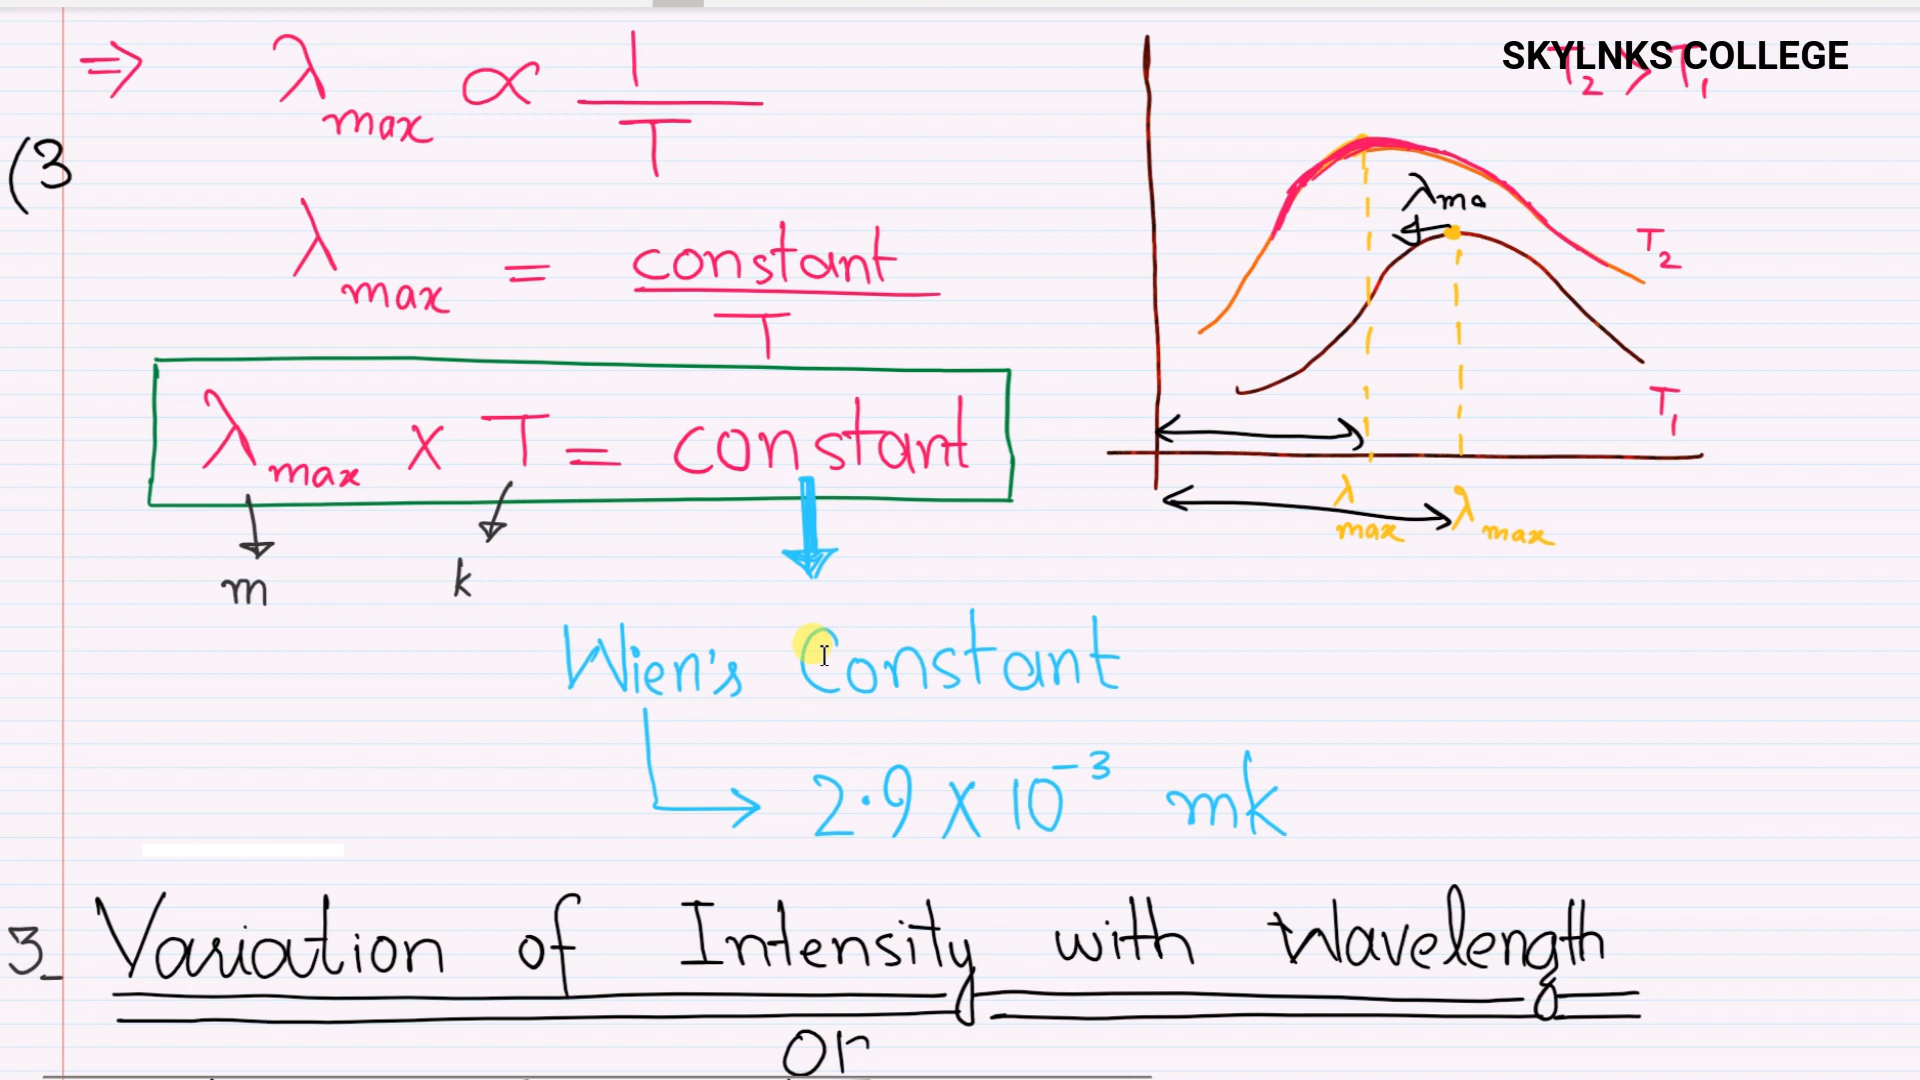 SKYLNKS COLLEGE
T₂ > T₁
⇒ λmax ∝ 1/T
(3
λmax = constant/T
λmax × T = constant
m
k
Wien's Constant
→ 2.9 × 10⁻³ mk
λma
T₂
T₁
λmax
λmax
3_ Variation of Intensity with Wavelength
or